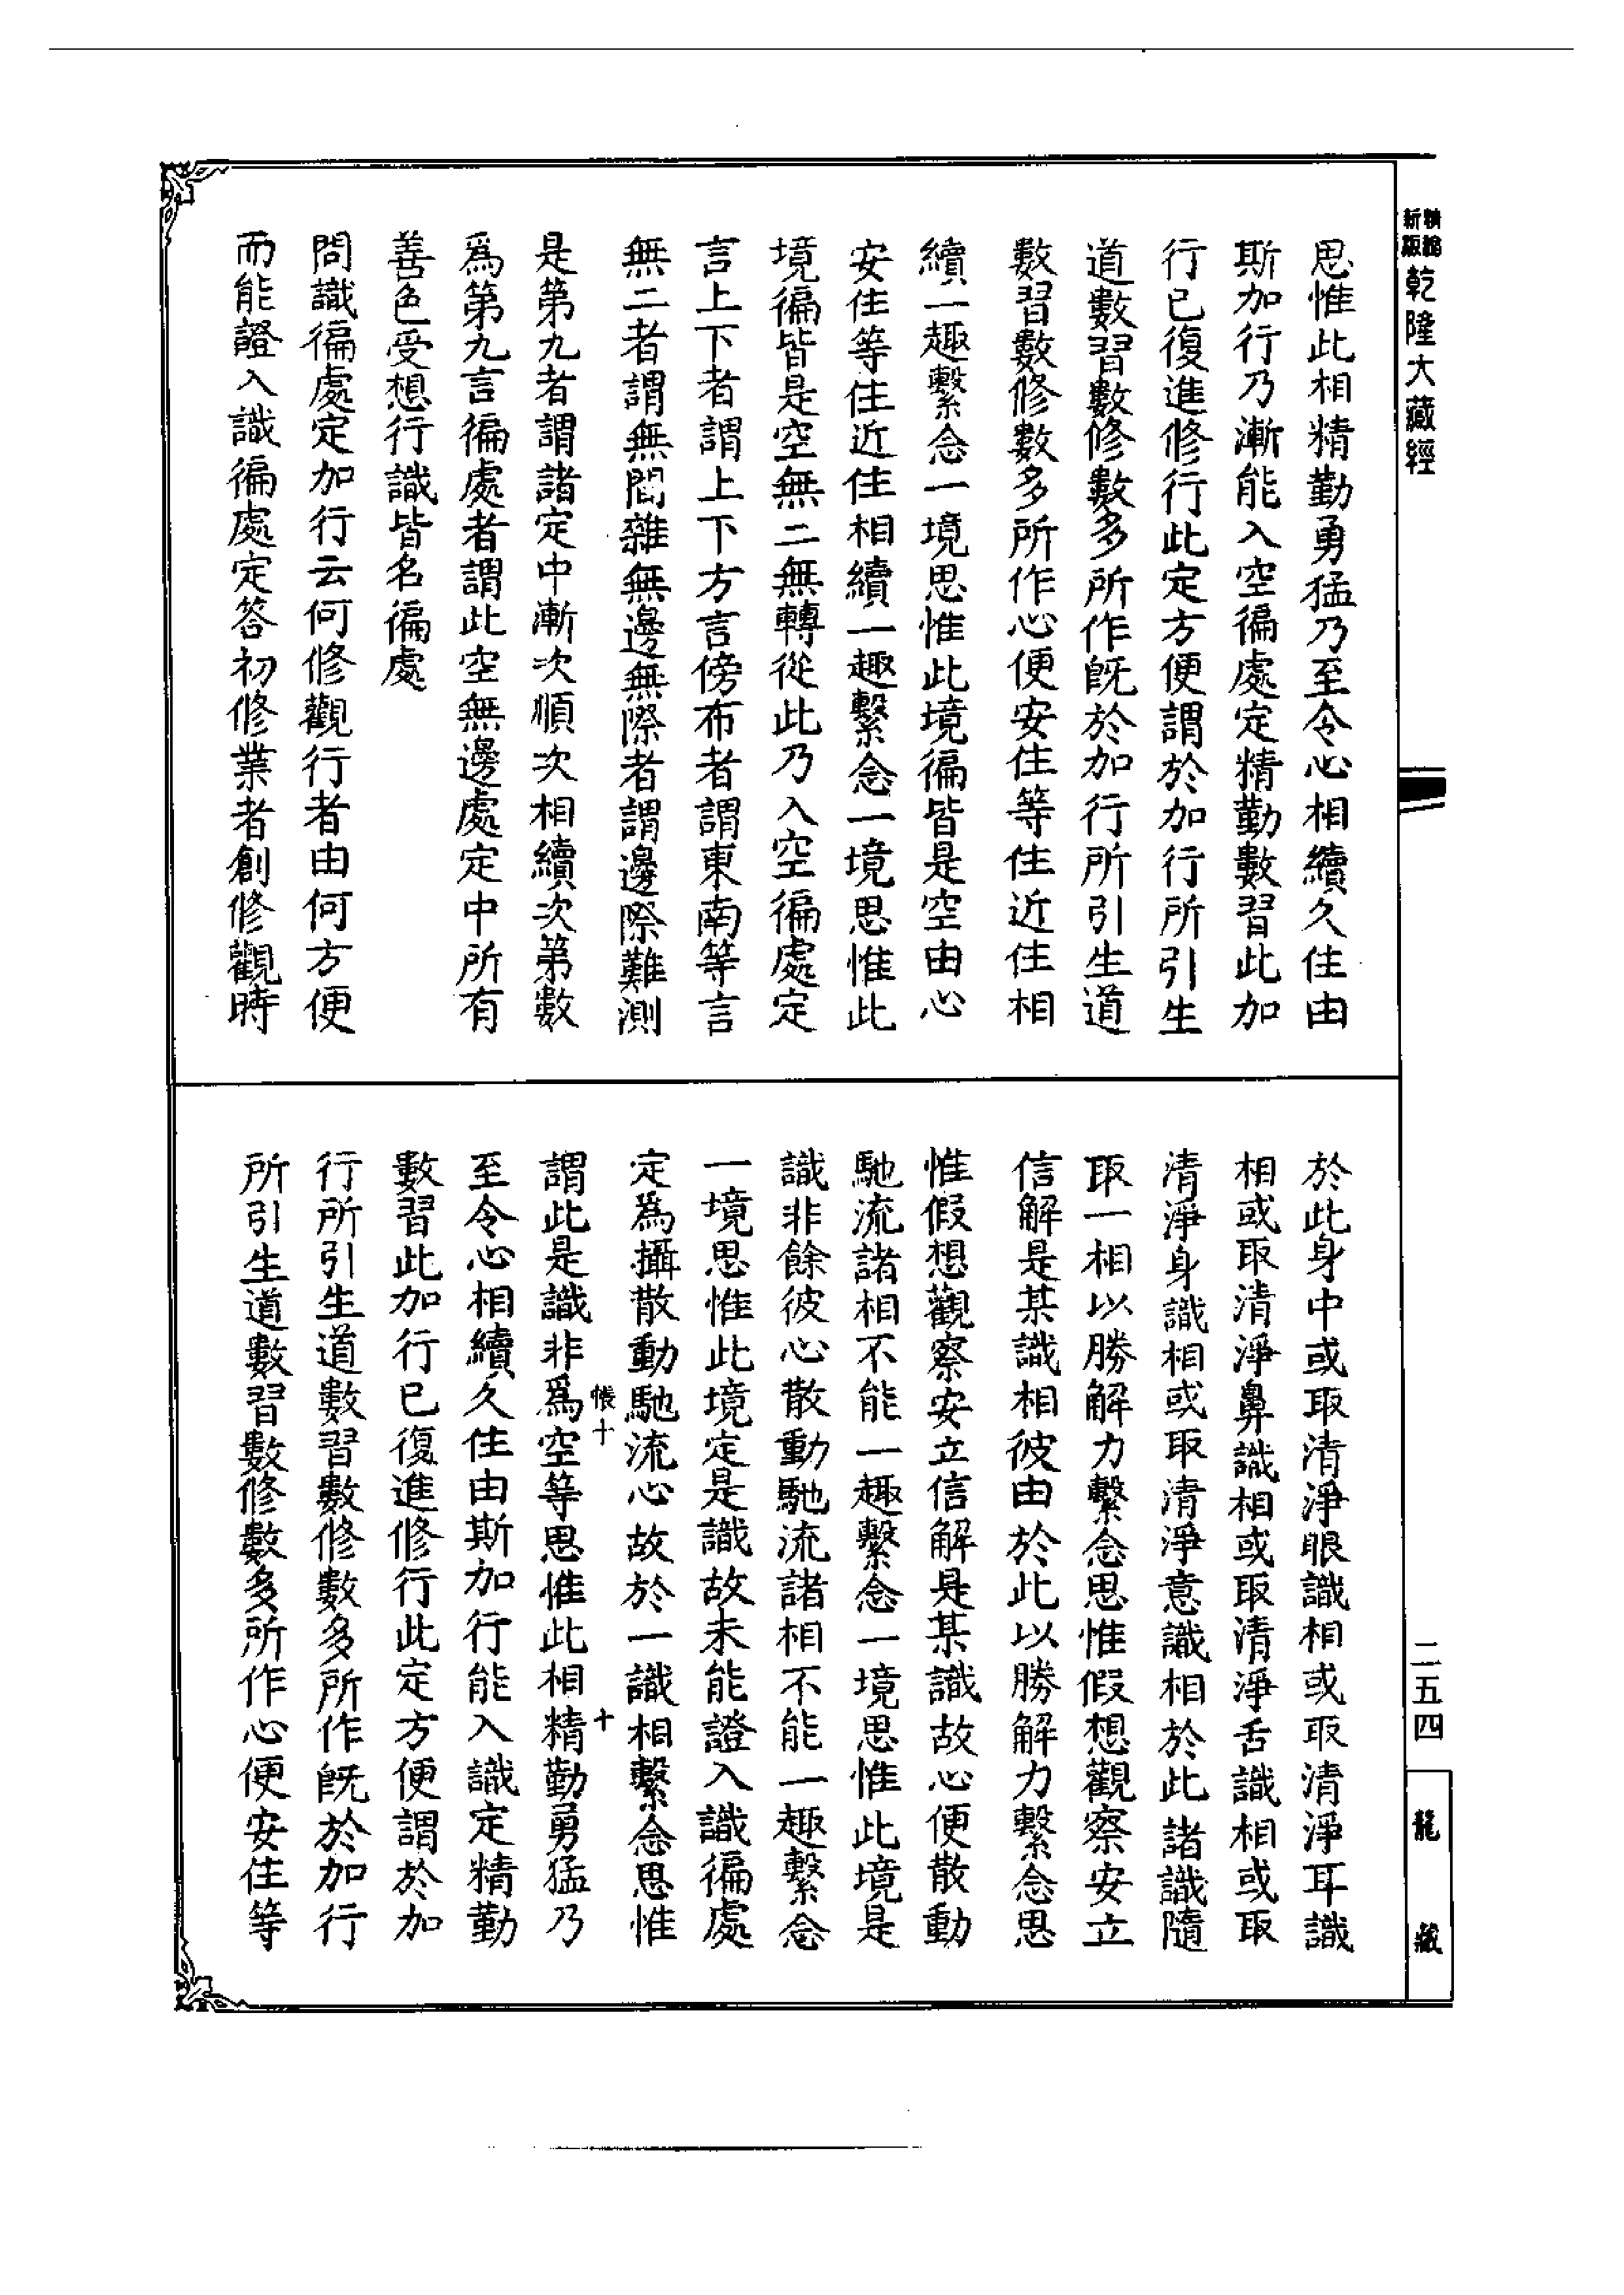 乾隆大藏經
思惟此相精勤勇猛乃至令心相續久住由
斯加行乃漸能入空徧處定精勤數習此加
行已復進修行此定方便謂於加行所引生
道數習數修數多所作旣於加行所引生道
數習數修數多所作心便安住等住近住相
續一趣繫念一境思惟此境徧皆是空由心
安住等住近住相續一趣繫念一境思惟此
境徧皆是空無二無轉從此乃入空徧處定
言上下者謂上下方言傍布者謂東南等言
無二者謂無間雜無邊無際者謂邊際難測
是第九者謂諸定中漸次順次相續次第數
爲第九言徧處者謂此空無邊處定中所有
善色受想行識皆名徧處
問識徧處定加行云何修觀行者由何方便
而能證入識徧處定答初修業者創修觀時
於此身中或取清淨眼識相或取清淨耳識
相或取清淨鼻識相或取清淨舌識相或取
清淨身識相或取清淨意識相於此諸識隨
取一相以勝解力繫念思惟假想觀察安立
信解是某識相彼由於此以勝解力繫念思
惟假想觀察安立信解是某識故心便散動
馳流諸相不能一趣繫念一境思惟此境是
識非餘彼心散動馳流諸相不能一趣繫念
一境思惟此境定是識故未能證入識徧處
定爲攝散動馳流心故於一識相繫念思惟
謂此是識非爲空等思惟此相精勤勇猛乃
至令心相續久住由斯加行能入識定精勤
數習此加行已復進修行此定方便謂於加
行所引生道數習數修數多所作旣於加行
所引生道數習數修數多所作心便安住等
悵十
十
二五四
龍藏